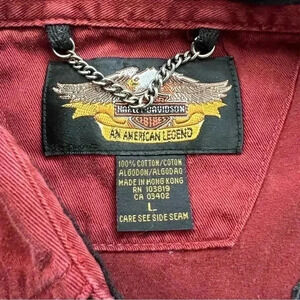 HARLEY-DAVIDSON
AN AMERICAN LEGEND
100% COTTON/COTON
ALGODON/ALGODAO
MADE IN HONG KONG
RN 103819
CA 03402
L
CARE SEE SIDE SEAM